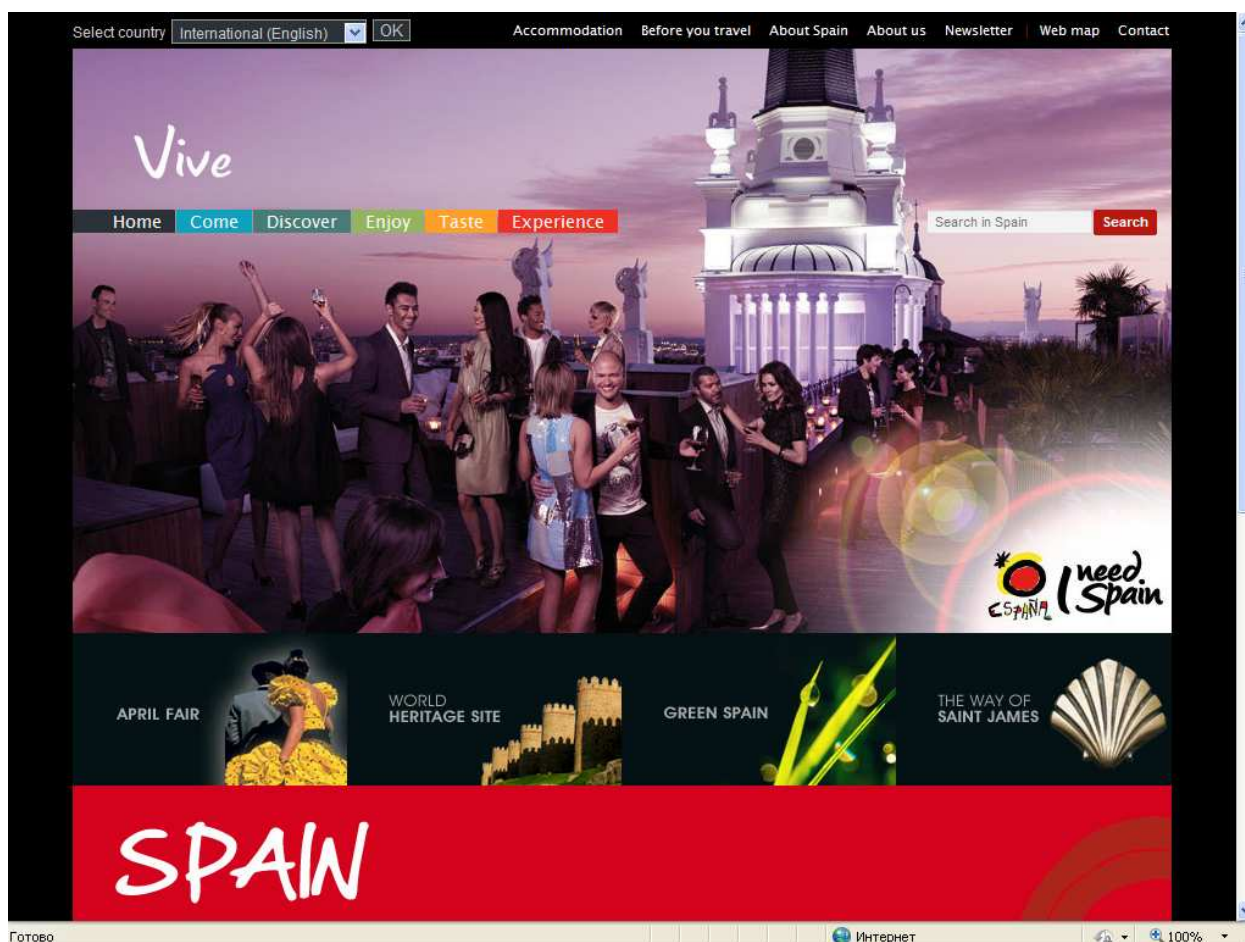 Select country International (English) OK Accommodation Before you travel About Spain About us Newsletter Web map Contact
Vive
Home Come Discover Enjoy Taste Experience Search in Spain Search
I need
ESPAÑA Spain
APRIL FAIR
WORLD
HERITAGE SITE
GREEN SPAIN
THE WAY OF
SAINT JAMES
SPAIN
Готово Интернет 100%